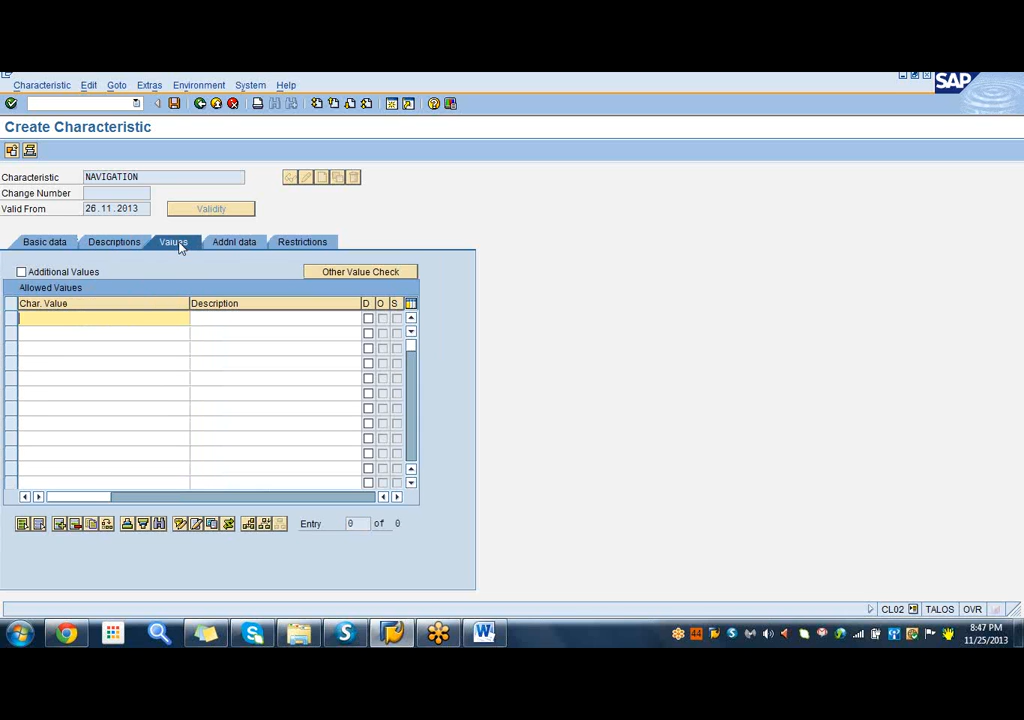 Characteristic Edit Goto Extras Environment System Help
SAP
Create Characteristic
Characteristic NAVIGATION
Change Number
Valid From 26.11.2013 Validity
Basic data Descriptions Values Addnl data Restrictions
Additional Values Other Value Check
Allowed Values
Char. Value Description D O S
Entry 0 of 0
CL02 TALOS OVR
44
8:47 PM
11/25/2013